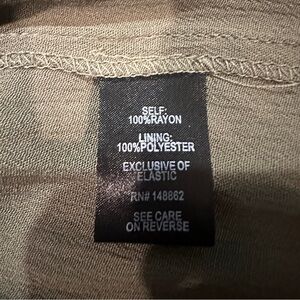 SELF:
100%RAYON
LINING:
100%POLYESTER
EXCLUSIVE OF
ELASTIC
RN# 148862
SEE CARE
ON REVERSE